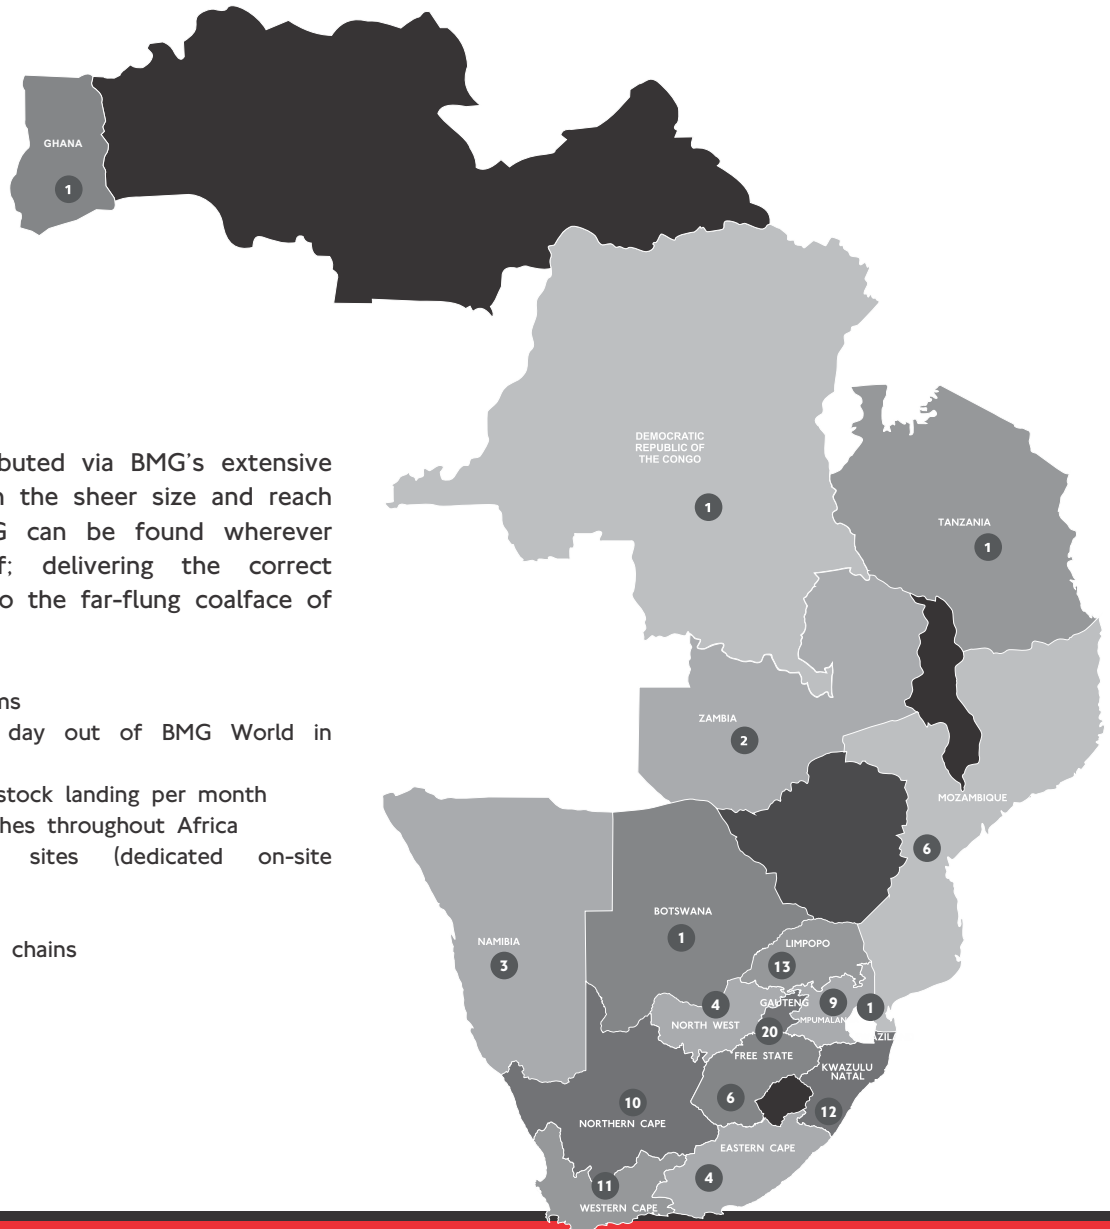 GHANA
1
DEMOCRATIC
REPUBLIC OF
THE CONGO
1
TANZANIA
1
ZAMBIA
2
MOZAMBIQUE
6
NAMIBIA
3
BOTSWANA
1
LIMPOPO
13
4
NORTH WEST
GAUTENG
20
9
MPUMALAN
1
AZILA
FREE STATE
6
KWAZULU
NATAL
12
10
NORTHERN CAPE
EASTERN CAPE
4
11
WESTERN CAPE
buted via BMG's extensive
the sheer size and reach
G can be found wherever
f; delivering the correct
o the far-flung coalface of
ms
day out of BMG World in
stock landing per month
hes throughout Africa
sites (dedicated on-site
chains